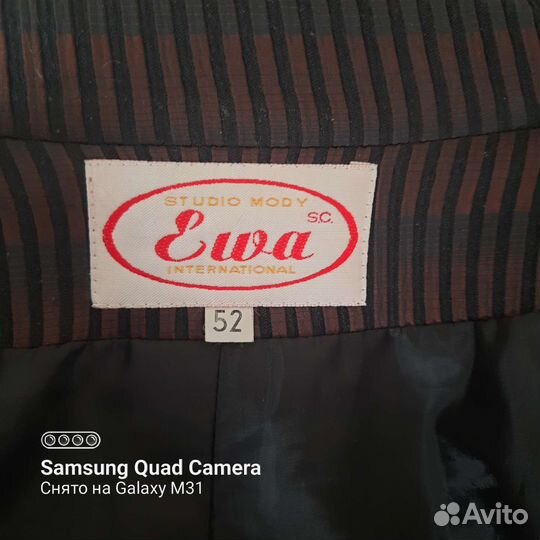 STUDIO MODY
S.C.
Ewa
INTERNATIONAL
52
Samsung Quad Camera
Снято на Galaxy M31
Avito